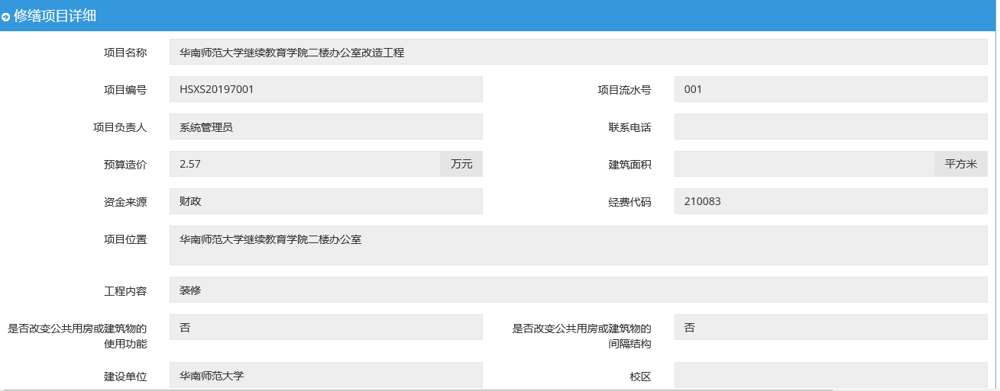 修缮项目详细
项目名称 华南师范大学继续教育学院二楼办公室改造工程
项目编号 HSXS20197001 项目流水号 001
项目负责人 系统管理员 联系电话
预算造价 2.57 万元 建筑面积 平方米
资金来源 财政 经费代码 210083
项目位置 华南师范大学继续教育学院二楼办公室
工程内容 装修
是否改变公共用房或建筑物的 否 是否改变公共用房或建筑物的 否
使用功能 间隔结构
建设单位 华南师范大学 校区